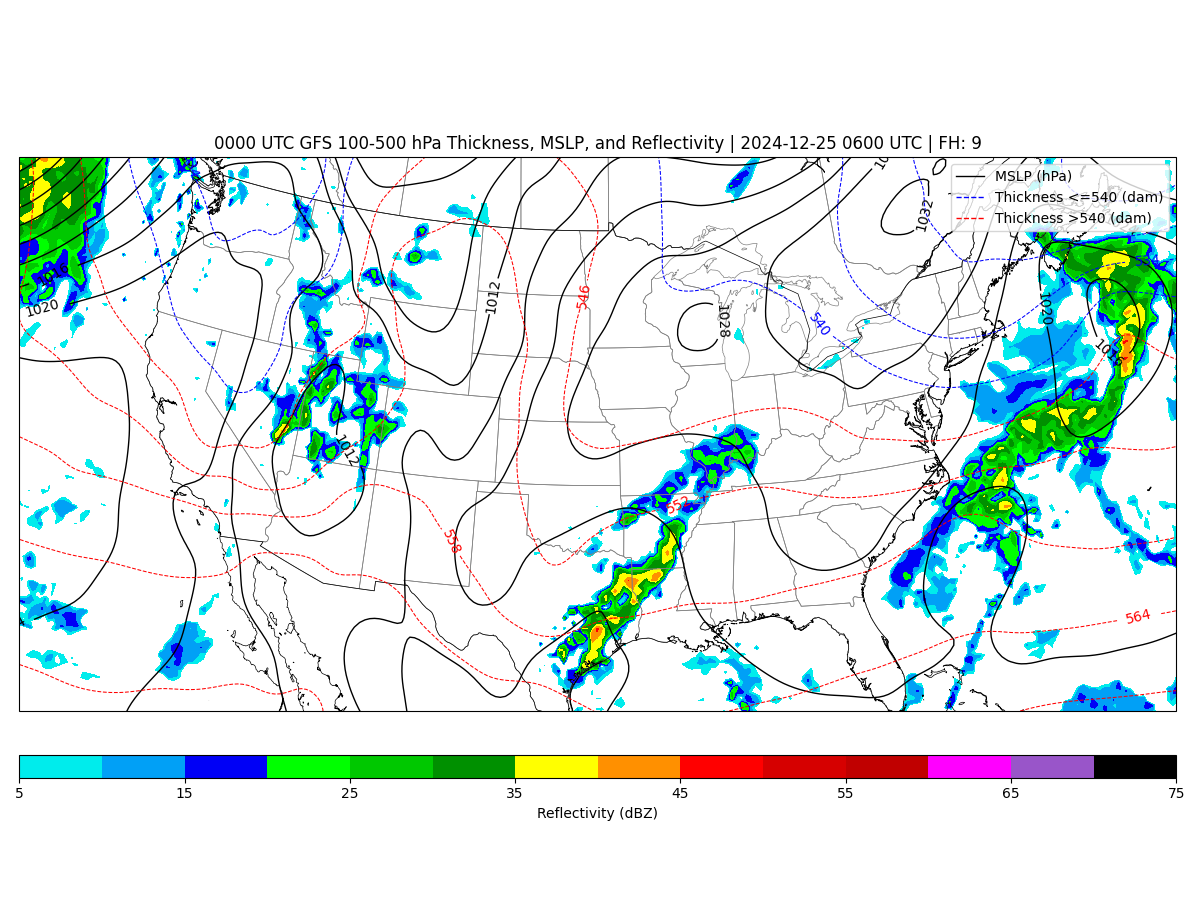 0000 UTC GFS 100-500 hPa Thickness, MSLP, and Reflectivity | 2024-12-25 0600 UTC | FH: 9
MSLP (hPa)
Thickness <=540 (dam)
Thickness >540 (dam)
1032
1020
1012
546
1020
1028
540
1012
552
558
564
5 15 25 35 45 55 65 75
Reflectivity (dBZ)